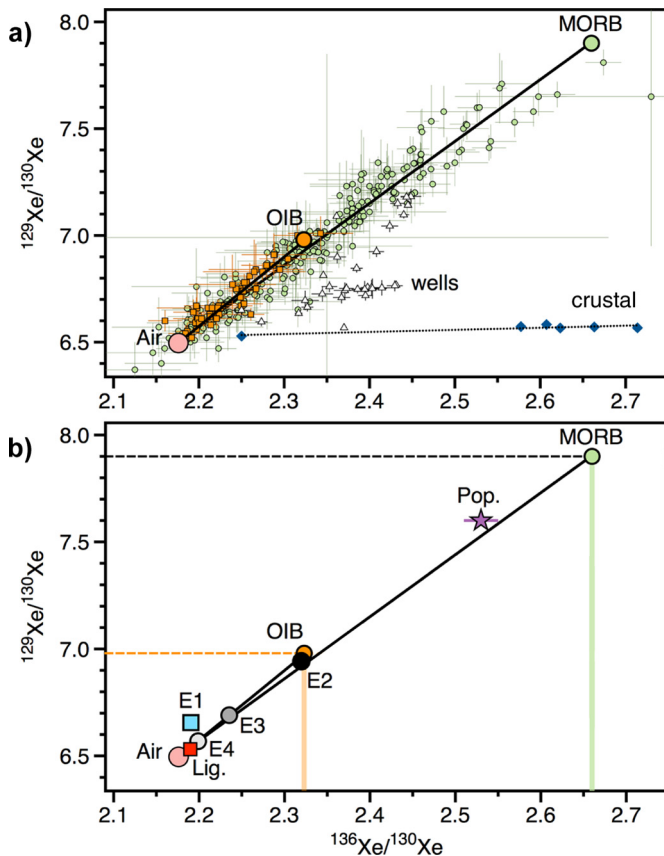 a)
8.0
7.5
7.0
6.5
129Xe/130Xe
MORB
OIB
wells
crustal
Air
2.1 2.2 2.3 2.4 2.5 2.6 2.7
b)
8.0
7.5
7.0
6.5
129Xe/130Xe
MORB
Pop.
OIB
E2
E1
E3
E4
Air
Lig.
2.1 2.2 2.3 2.4 2.5 2.6 2.7
136Xe/130Xe